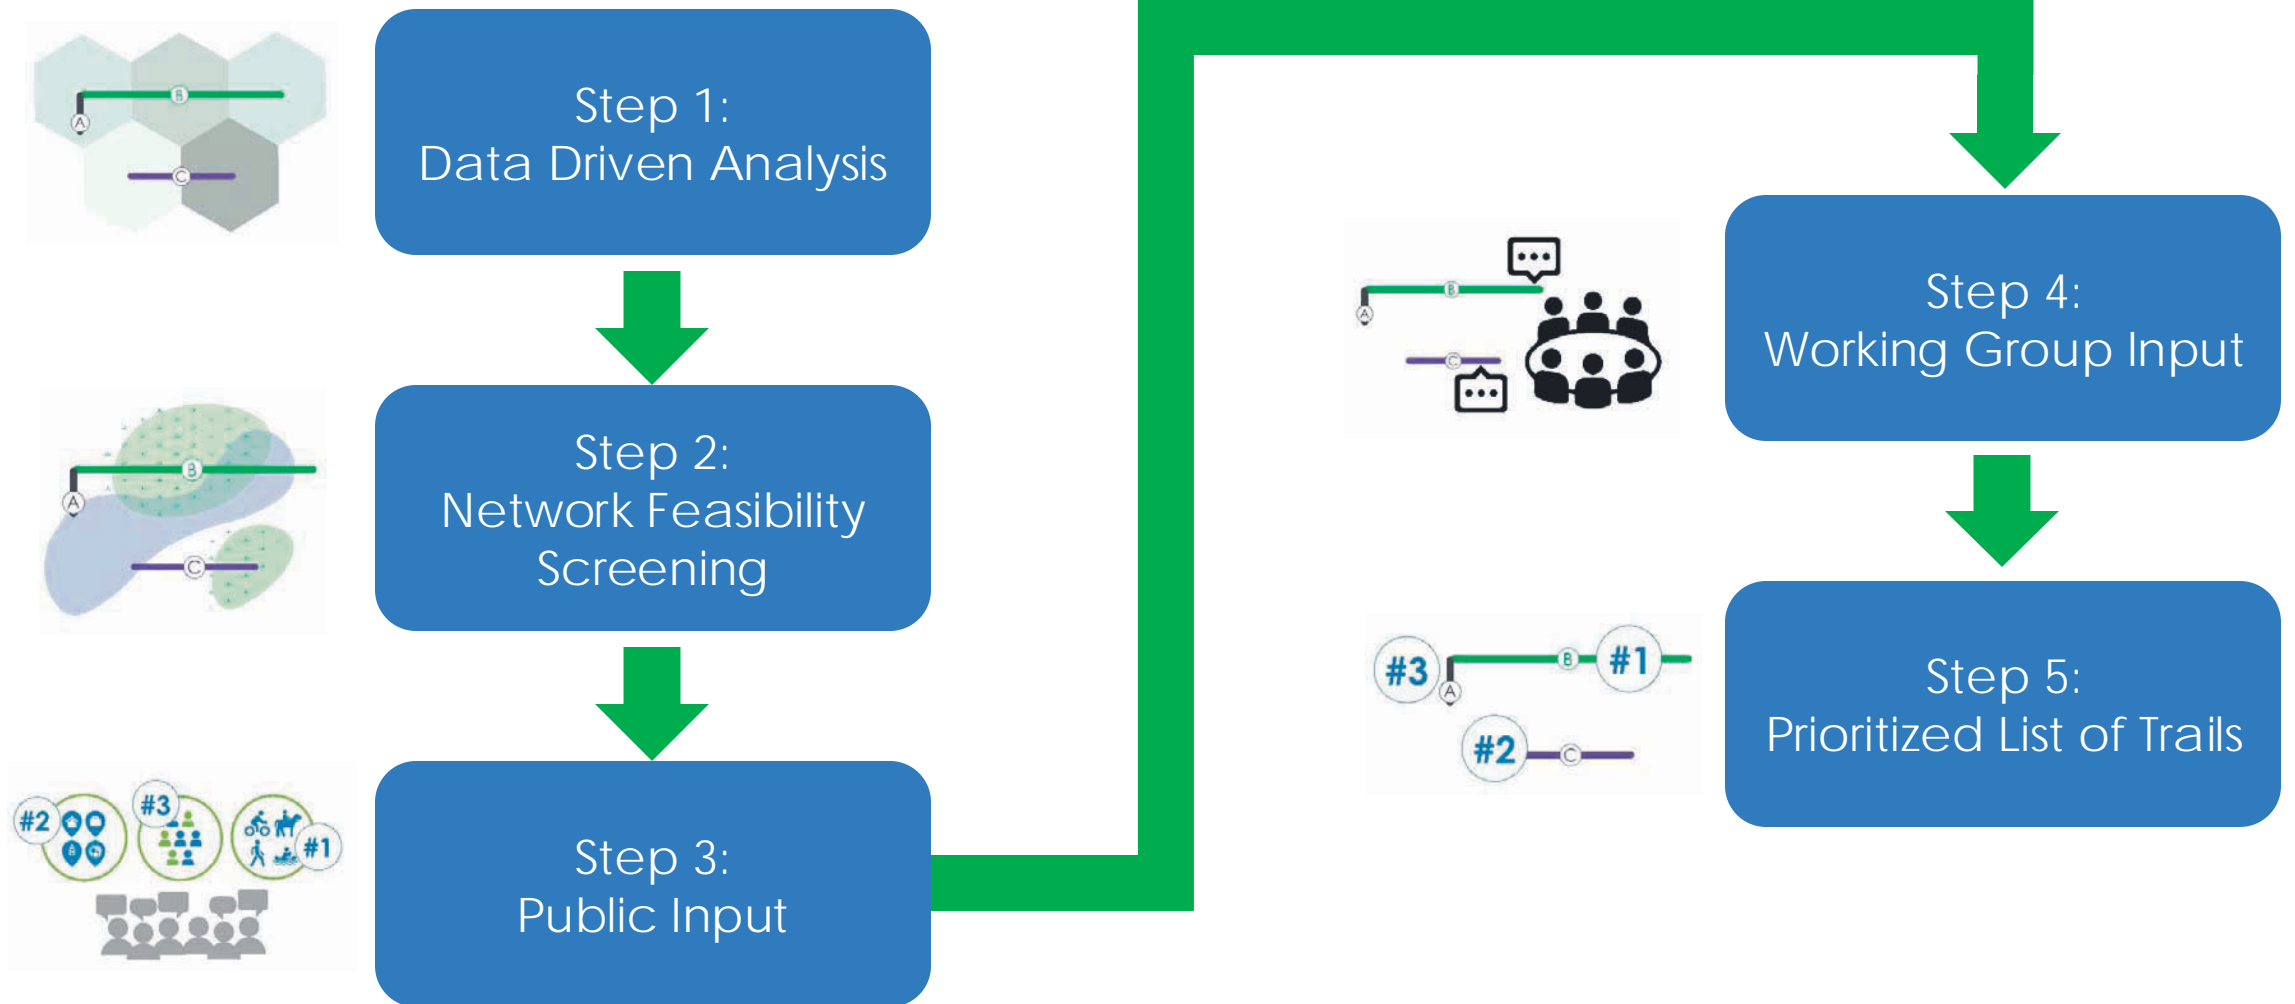 B
A
C
Step 1:
Data Driven Analysis
B
A
C
Step 2:
Network Feasibility
Screening
#2
#3
#1
Step 3:
Public Input
B
A
C
Step 4:
Working Group Input
#3
B
#1
A
#2
C
Step 5:
Prioritized List of Trails